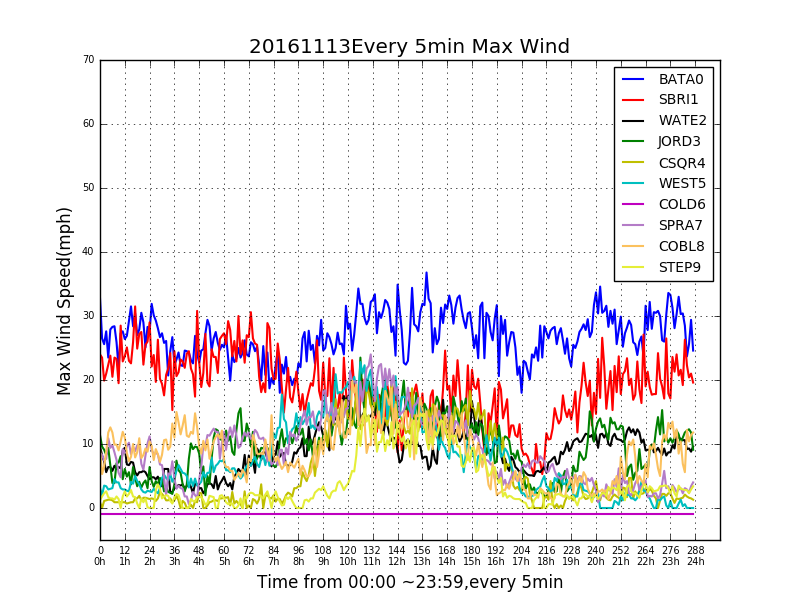 20161113Every 5min Max Wind
70
60
50
40
30
20
10
0
Max Wind Speed(mph)
BATA0
SBRI1
WATE2
JORD3
CSQR4
WEST5
COLD6
SPRA7
COBL8
STEP9
0 12 24 36 48 60 72 84 96 108 120 132 144 156 168 180 192 204 216 228 240 252 264 276 288
0h 1h 2h 3h 4h 5h 6h 7h 8h 9h 10h 11h 12h 13h 14h 15h 16h 17h 18h 19h 20h 21h 22h 23h 24h
Time from 00:00 ~23:59,every 5min